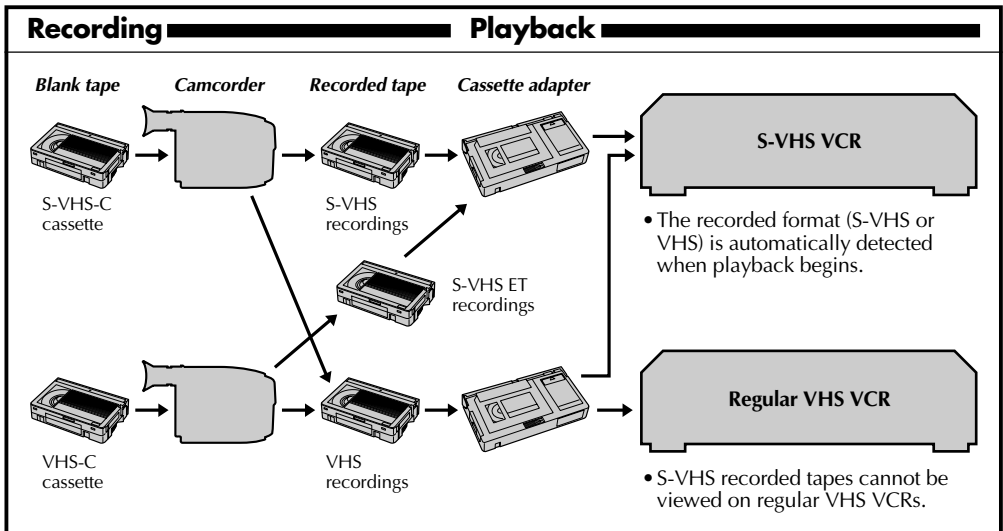 Recording Playback
Blank tape Camcorder Recorded tape Cassette adapter
S-VHS VCR
S-VHS-C
cassette
S-VHS
recordings
• The recorded format (S-VHS or
VHS) is automatically detected
when playback begins.
S-VHS ET
recordings
Regular VHS VCR
VHS-C
cassette
VHS
recordings
• S-VHS recorded tapes cannot be
viewed on regular VHS VCRs.